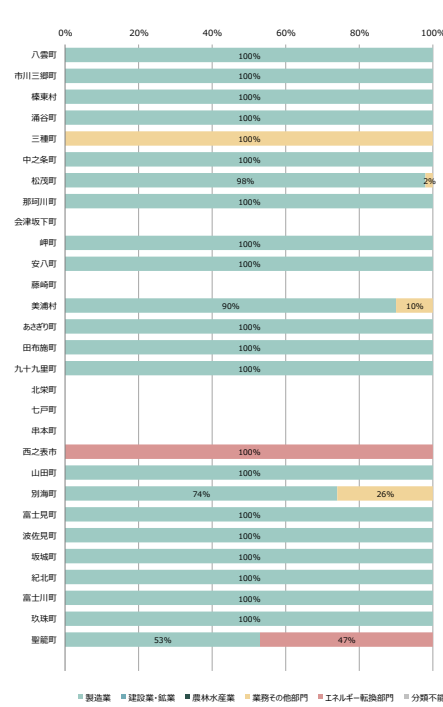 0% 20% 40% 60% 80% 100%
八雲町 100%
市川三郷町 100%
榛東村 100%
涌谷町 100%
三種町 100%
中之条町 100%
松茂町 98% 2%
那珂川町 100%
会津坂下町
岬町 100%
安八町 100%
藤崎町
美浦村 90% 10%
あさぎり町 100%
田布施町 100%
九十九里町 100%
北栄町
七戸町
串本町
西之表市 100%
山田町 100%
別海町 74% 26%
富士見町 100%
波佐見町 100%
坂城町 100%
紀北町 100%
富士川町 100%
玖珠町 100%
聖籠町 53% 47%
製造業 建設業・鉱業 農林水産業 業務その他部門 エネルギー転換部門 分類不能